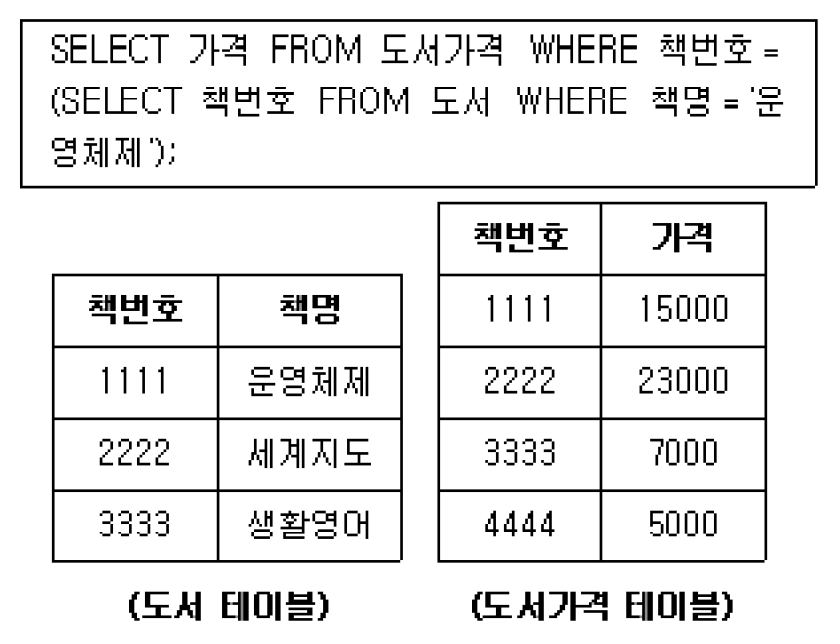 SELECT 가격 FROM 도서가격 WHERE 책번호 =
(SELECT 책번호 FROM 도서 WHERE 책명 = '운
영체제');
책번호 가격
1111 15000
2222 23000
3333 7000
4444 5000
책번호 책명
1111 운영체제
2222 세계지도
3333 생활영어
(도서 테이블) (도서가격 테이블)